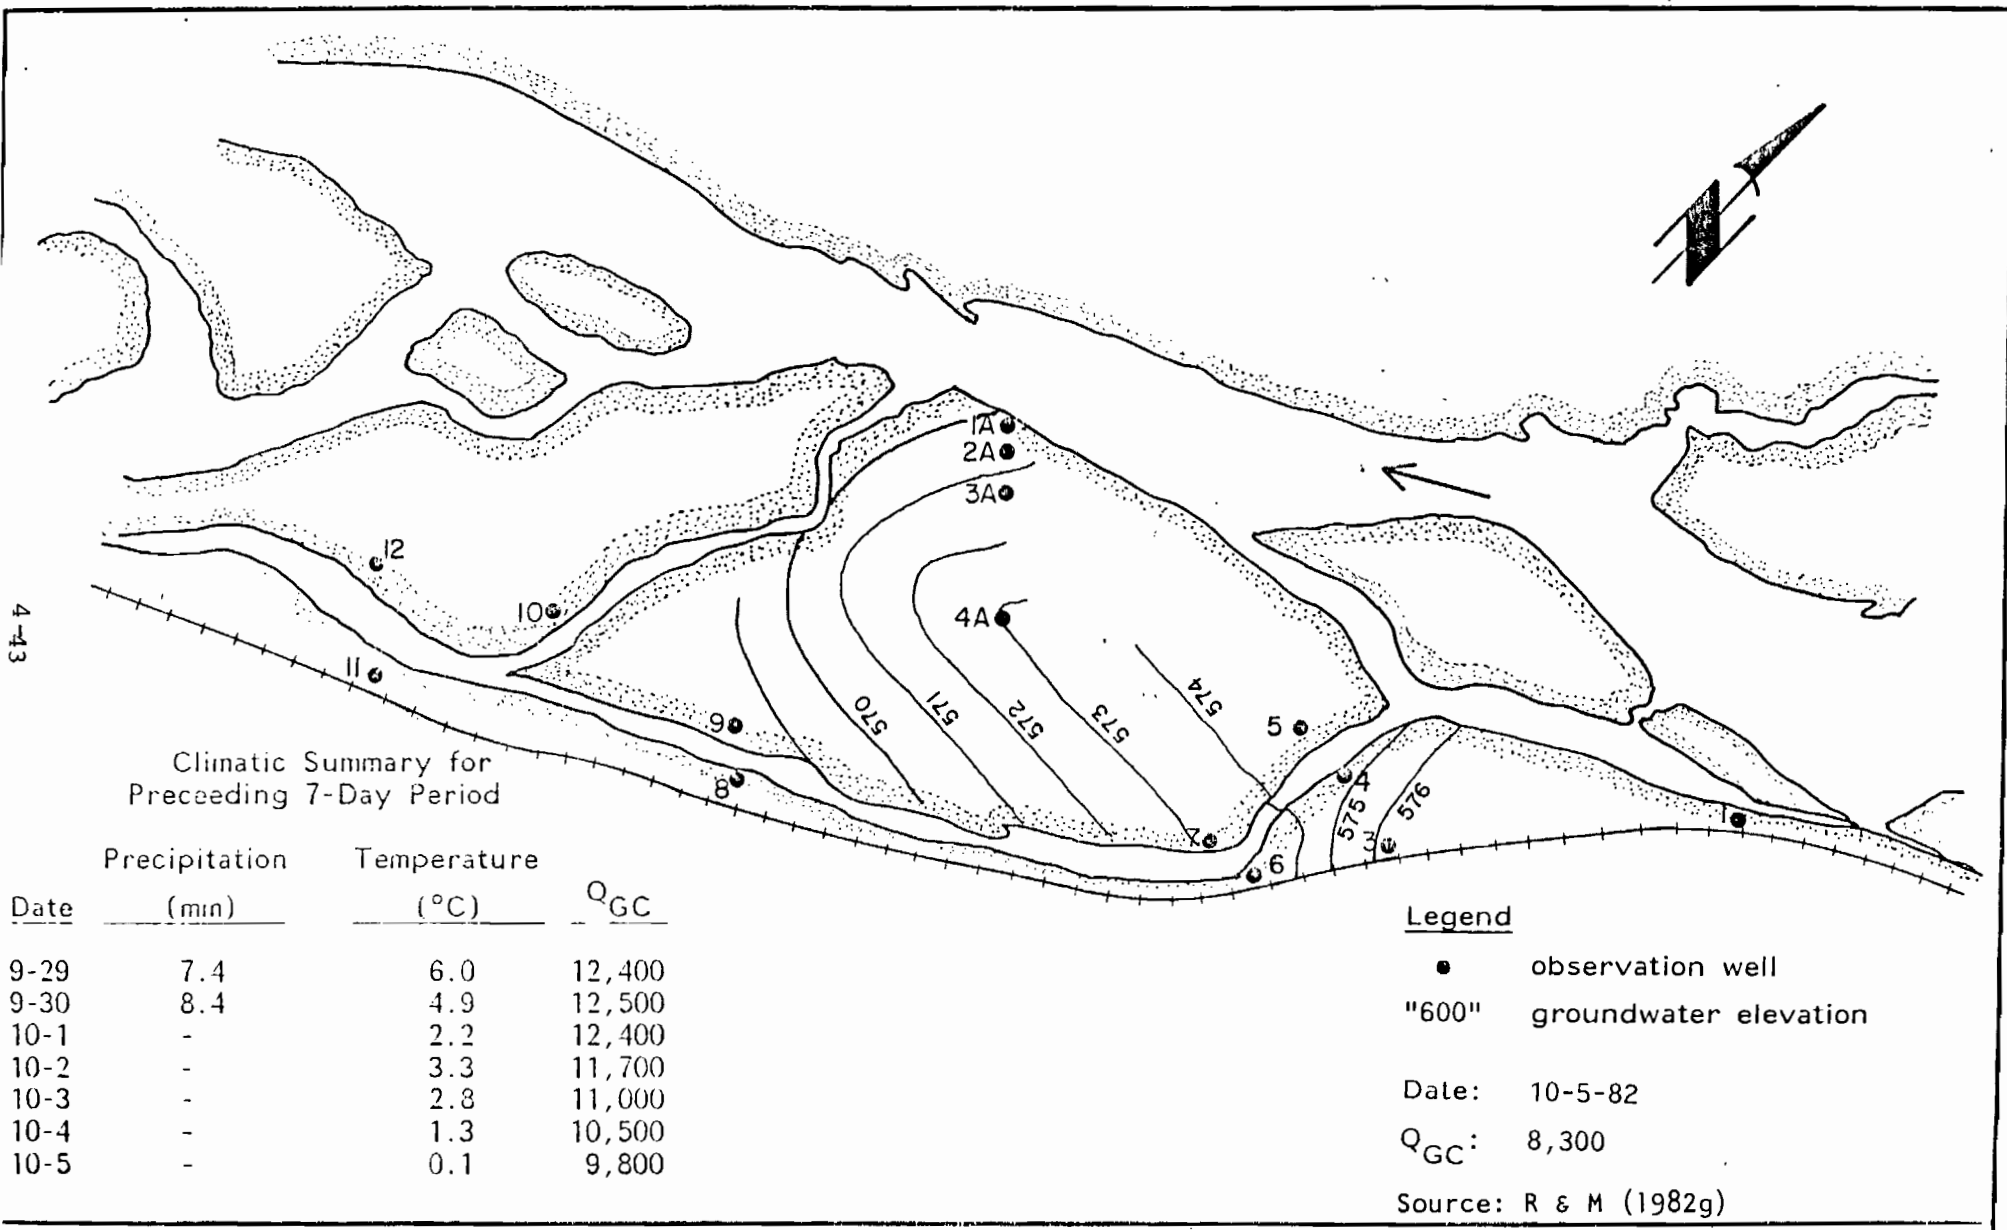 1A
2A
3A
12
10
4A
11
9
8
570
571
572
573
574
5
7
6
4
575
576
3
1
4-43
Climatic Summary for
Preceeding 7-Day Period
Precipitation Temperature
Date (mm) (°C) QGC
9-29 7.4 6.0 12,400
9-30 8.4 4.9 12,500
10-1 - 2.2 12,400
10-2 - 3.3 11,700
10-3 - 2.8 11,000
10-4 - 1.3 10,500
10-5 - 0.1 9,800
Legend
observation well
"600" groundwater elevation
Date: 10-5-82
QGC: 8,300
Source: R & M (1982g)